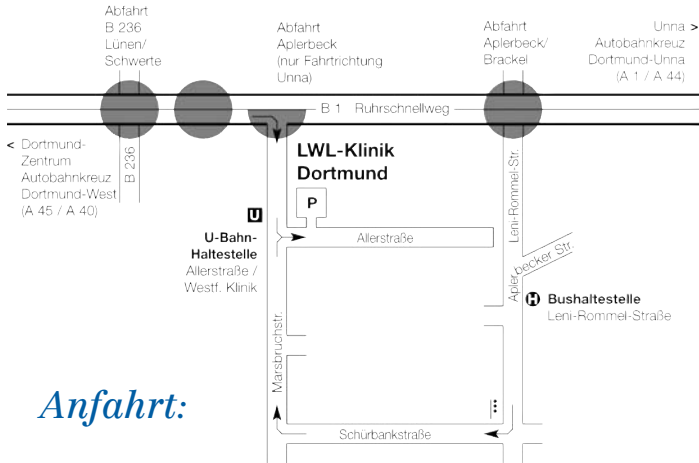 Abfahrt
B 236
Lünen/
Schwerte
Abfahrt
Aplerbeck
(nur Fahrtrichtung
Unna)
Abfahrt
Aplerbeck/
Brackel
Unna >
Autobahnkreuz
Dortmund-Unna
(A 1 / A 44)
B 1 Ruhrschnellweg
< Dortmund-
Zentrum
Autobahnkreuz
Dortmund-West
(A 45 / A 40)
B 236
LWL-Klinik
Dortmund
P
Leni-Rommel-Str.
U
U-Bahn-
Haltestelle
Allerstraße /
Westf. Klinik
Allerstraße
Aplerbecker Str.
H Bushaltestelle
Leni-Rommel-Straße
Marsbruchstr.
Anfahrt:
Schürbankstraße